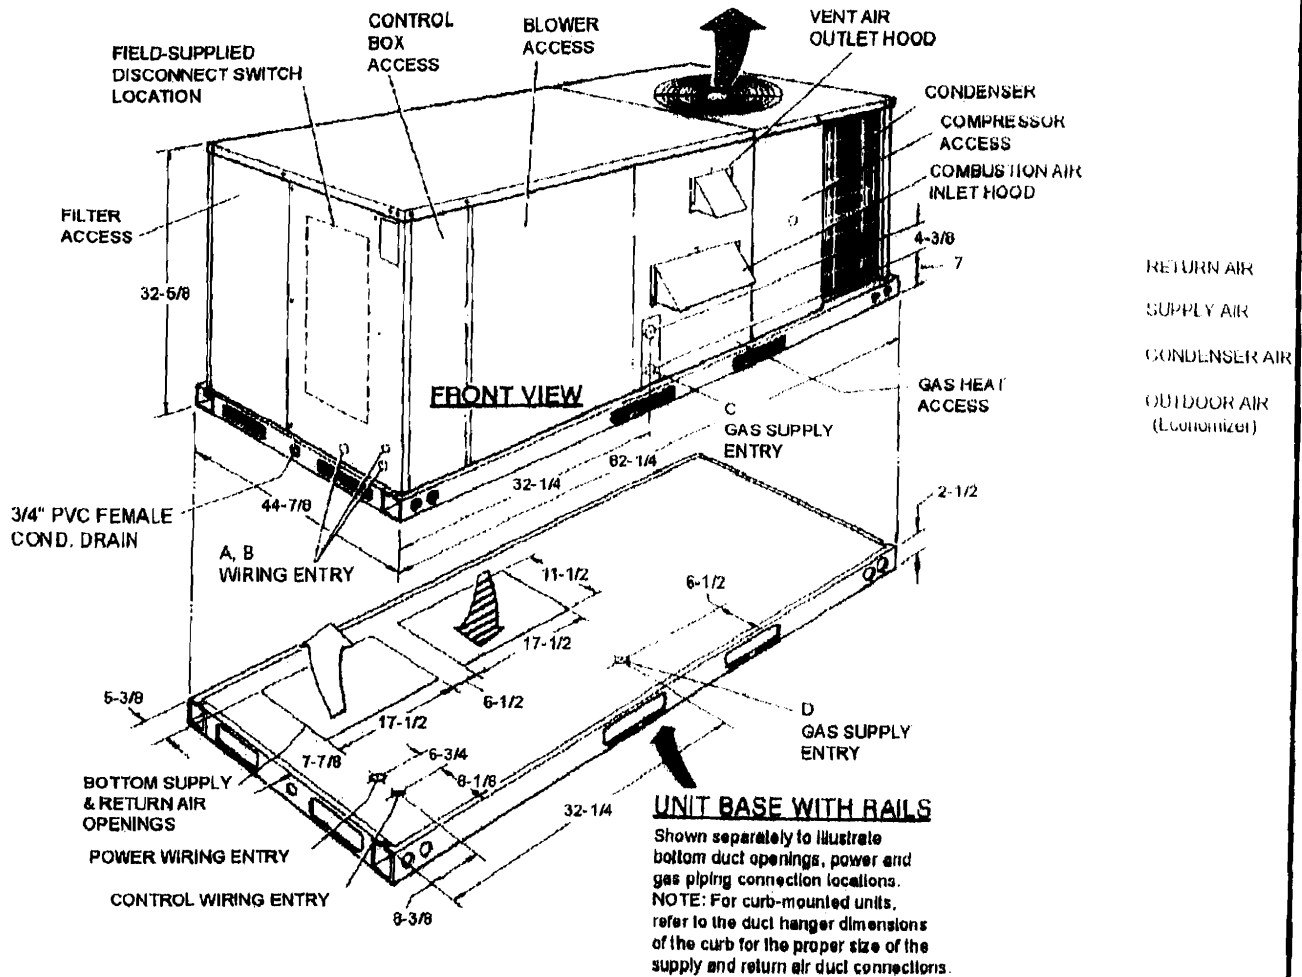 FIELD-SUPPLIED
DISCONNECT SWITCH
LOCATION
CONTROL
BOX
ACCESS
BLOWER
ACCESS
VENT AIR
OUTLET HOOD
CONDENSER
COMPRESSOR
ACCESS
COMBUSTION AIR
INLET HOOD
FILTER
ACCESS
32-5/8
4-3/8
7
RETURN AIR
SUPPLY AIR
CONDENSER AIR
OUTDOOR AIR
(Economizer)
FRONT VIEW
GAS HEAT
ACCESS
C
GAS SUPPLY
ENTRY
82-1/4
32-1/4
44-7/8
3/4" PVC FEMALE
COND. DRAIN
A, B
WIRING ENTRY
2-1/2
11-1/2
6-1/2
17-1/2
6-1/2
5-3/8
17-1/2
7-7/8
6-3/4
8-1/8
D
GAS SUPPLY
ENTRY
BOTTOM SUPPLY
& RETURN AIR
OPENINGS
POWER WIRING ENTRY
CONTROL WIRING ENTRY
32-1/4
8-3/8
UNIT BASE WITH RAILS
Shown separately to illustrate
bottom duct openings, power and
gas piping connection locations.
NOTE: For curb-mounted units,
refer to the duct hanger dimensions
of the curb for the proper size of the
supply and return air duct connections.